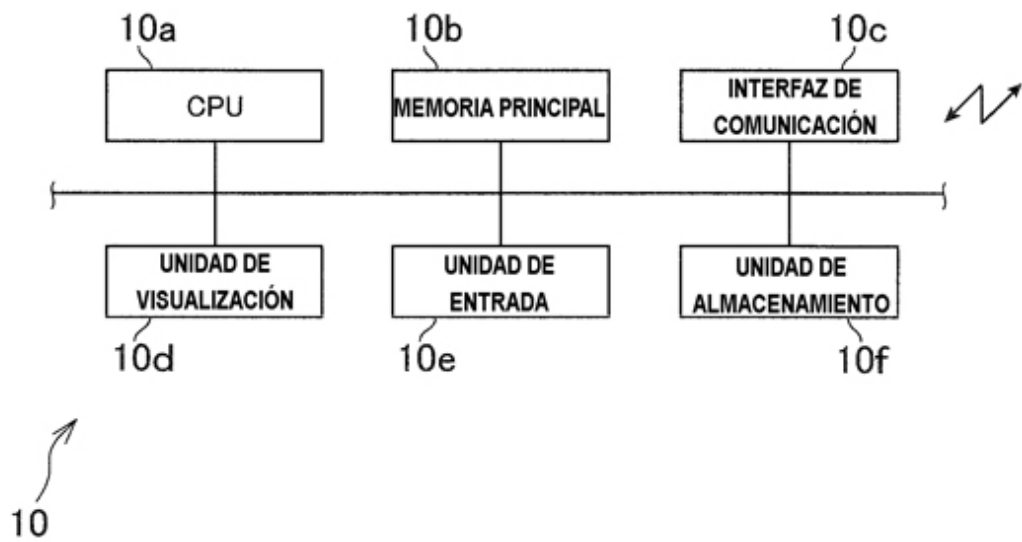 10a
10b
10c
CPU
MEMORIA PRINCIPAL
INTERFAZ DE
COMUNICACIÓN
UNIDAD DE
VISUALIZACIÓN
UNIDAD DE
ENTRADA
UNIDAD DE
ALMACENAMIENTO
10d
10e
10f
10